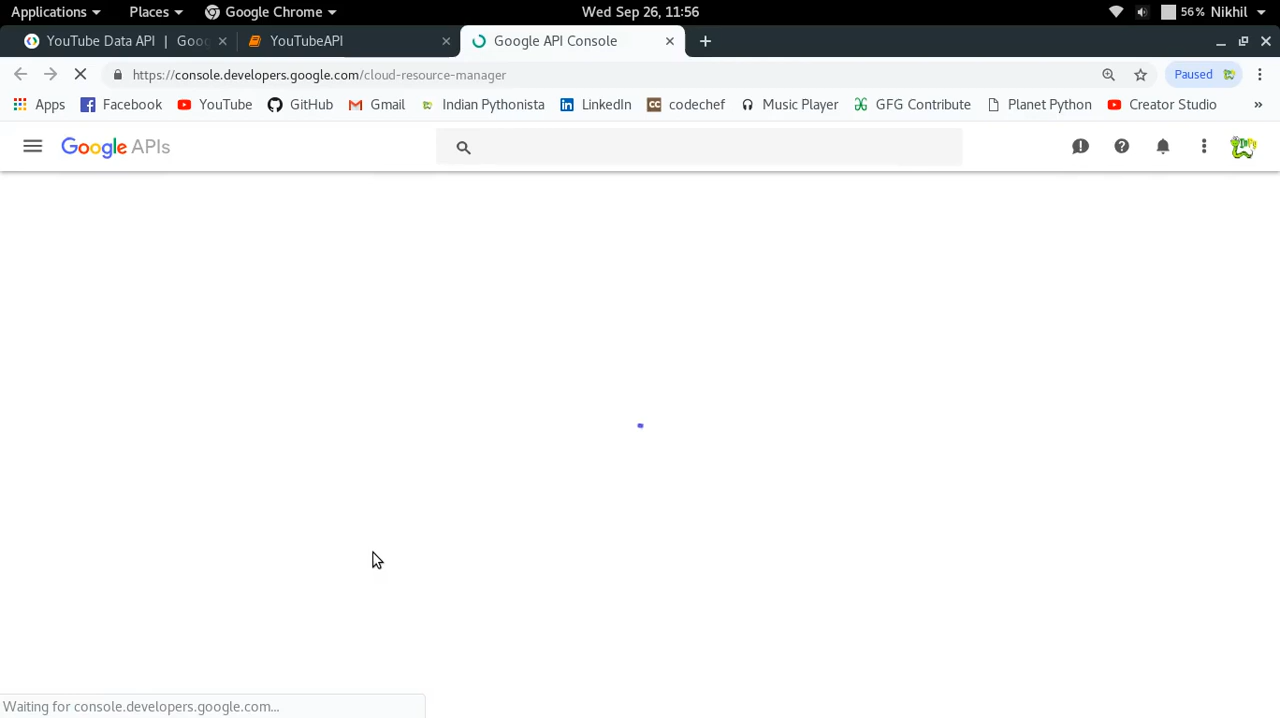 Applications Places Google Chrome Wed Sep 26, 11:56 56% Nikhil
YouTube Data API | Goog YouTubeAPI Google API Console
https://console.developers.google.com/cloud-resource-manager Paused
Apps Facebook YouTube GitHub Gmail Indian Pythonista LinkedIn CC codechef Music Player GFG Contribute Planet Python Creator Studio »
Google APIs
Waiting for console.developers.google.com...